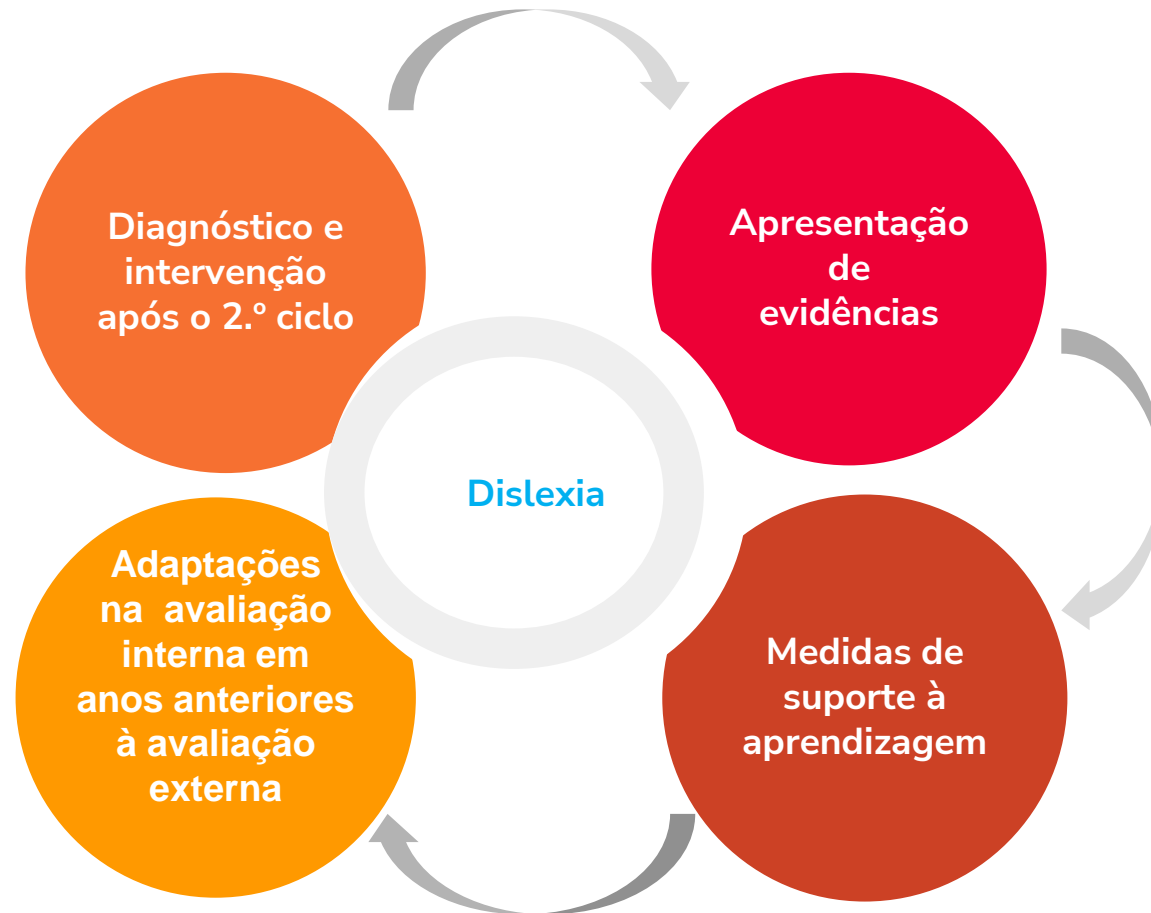 Diagnóstico e
intervenção
após o 2.º ciclo
Apresentação
de
evidências
Dislexia
Medidas de
suporte à
aprendizagem
Adaptações
na avaliação
interna em
anos anteriores
à avaliação
externa